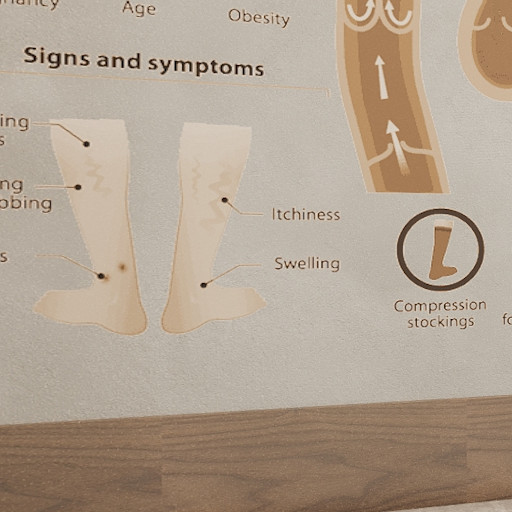 Age
Obesity
Signs and symptoms
Itchiness
Swelling
Compression
stockings